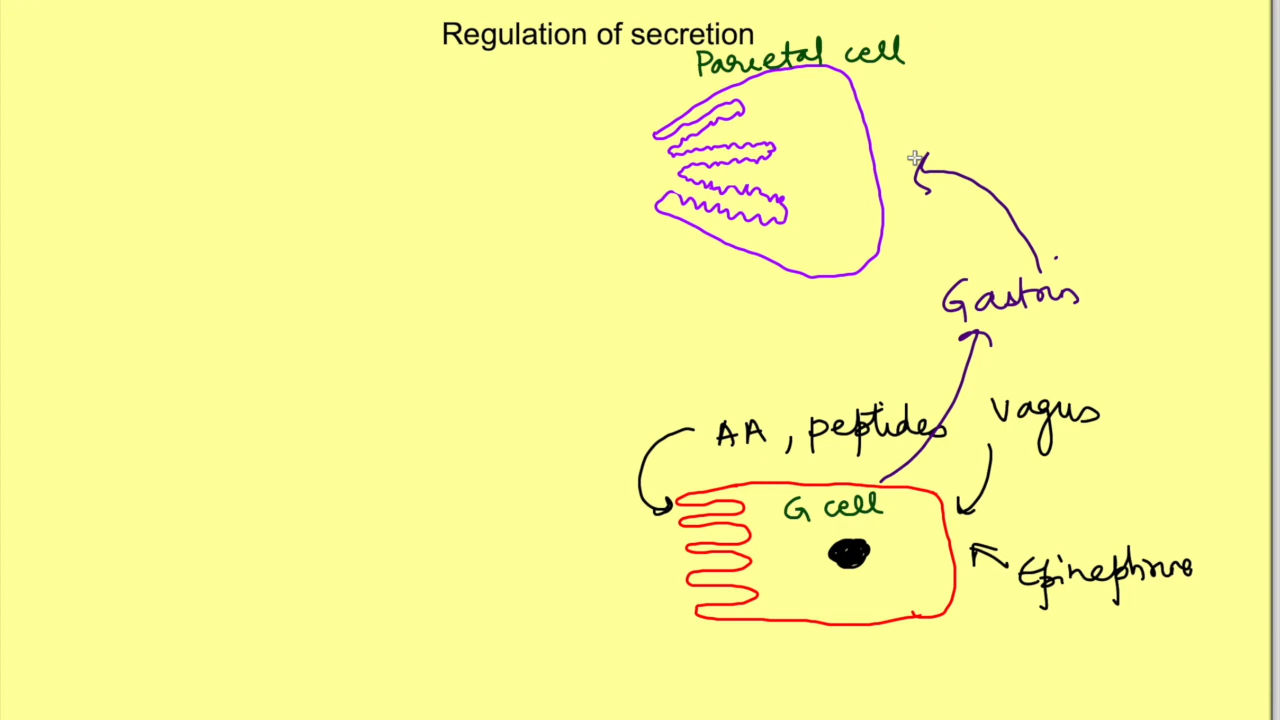 Regulation of secretion
Parietal cell
Gastrin
AA, peptides
Vagus
G cell
Epinephrine